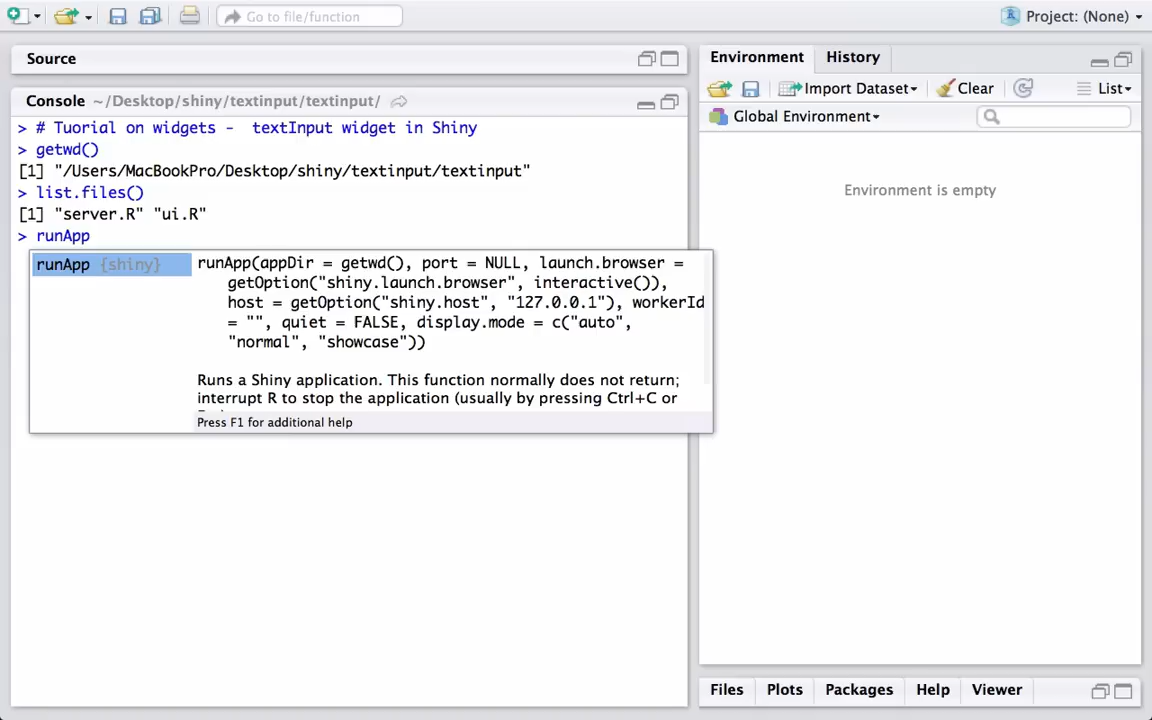 Go to file/function
Project: (None)
Source
Console ~/Desktop/shiny/textinput/textinput/
> # Tuorial on widgets -  textInput widget in Shiny
> getwd()
[1] "/Users/MacBookPro/Desktop/shiny/textinput/textinput"
> list.files()
[1] "server.R" "ui.R"
> runApp
runApp {shiny}
runApp(appDir = getwd(), port = NULL, launch.browser =
getOption("shiny.launch.browser", interactive()),
host = getOption("shiny.host", "127.0.0.1"), workerId
= "", quiet = FALSE, display.mode = c("auto",
"normal", "showcase"))
Runs a Shiny application. This function normally does not return;
interrupt R to stop the application (usually by pressing Ctrl+C or
Press F1 for additional help
Environment History
Import Dataset Clear List
Global Environment
Environment is empty
Files Plots Packages Help Viewer